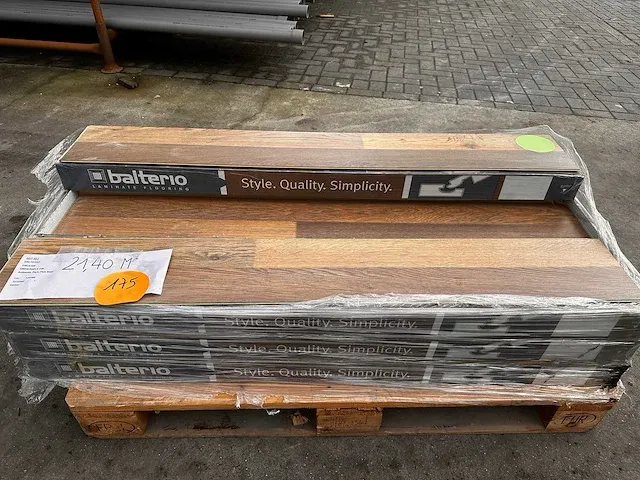 balterio
LAMINATE FLOORING
Style. Quality. Simplicity.
21,40 M²
175
balterio
Style. Quality. Simplicity.
balterio
Style. Quality. Simplicity.
balterio
Style. Quality. Simplicity.
EUR